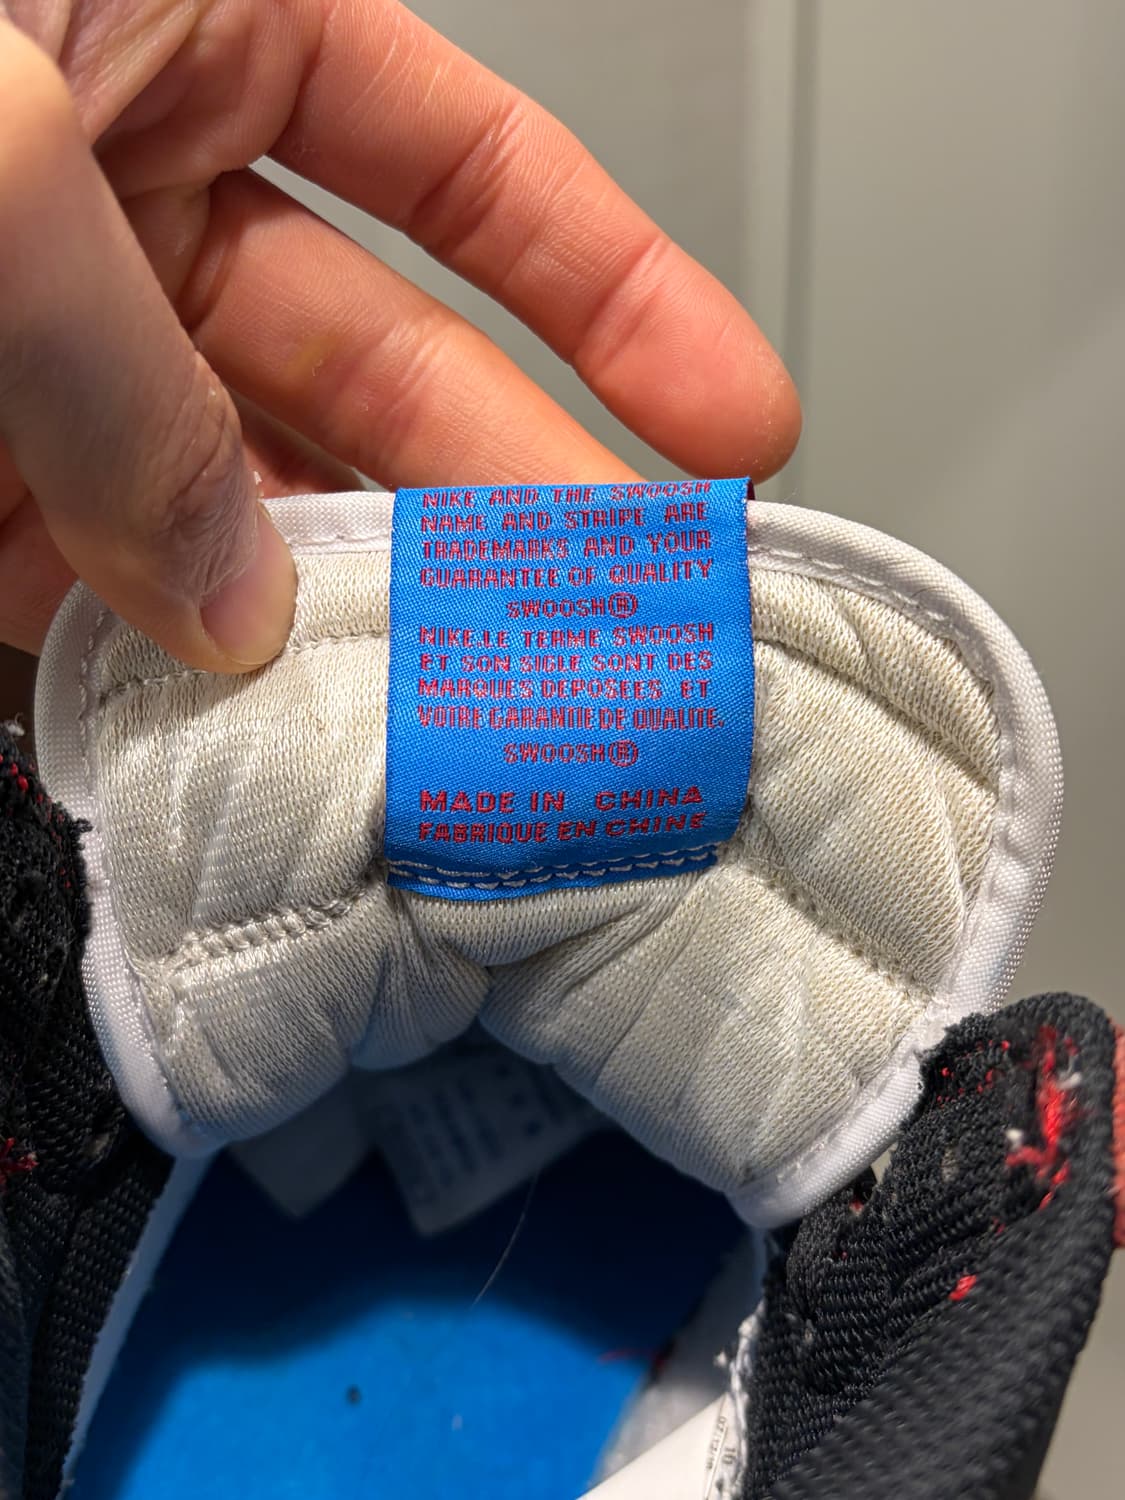 NIKE AND THE SWOOSH
NAME AND STRIPE ARE
TRADEMARKS AND YOUR
GUARANTEE OF QUALITY
SWOOSH®
NIKE.LE TERME SWOOSH
ET SON SIGLE SONT DES
MARQUES DEPOSEES ET
VOTRE GARANTIE DE QUALITE.
SWOOSH®
MADE IN CHINA
FABRIQUE EN CHINE